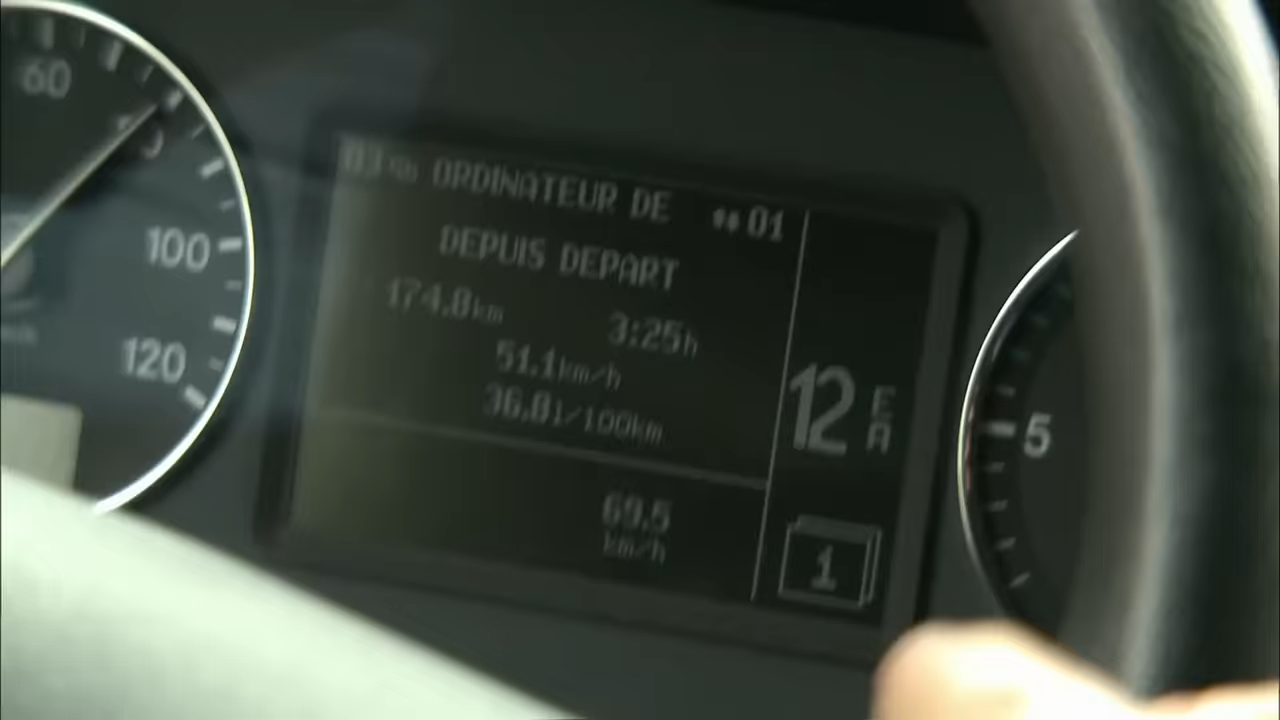 60
100
120
ORDINATEUR DE 01
DEPUIS DEPART
174.8km 3:25h
51.1km/h
36.8l/100km
69.5
km/h
12 E
A
1
5